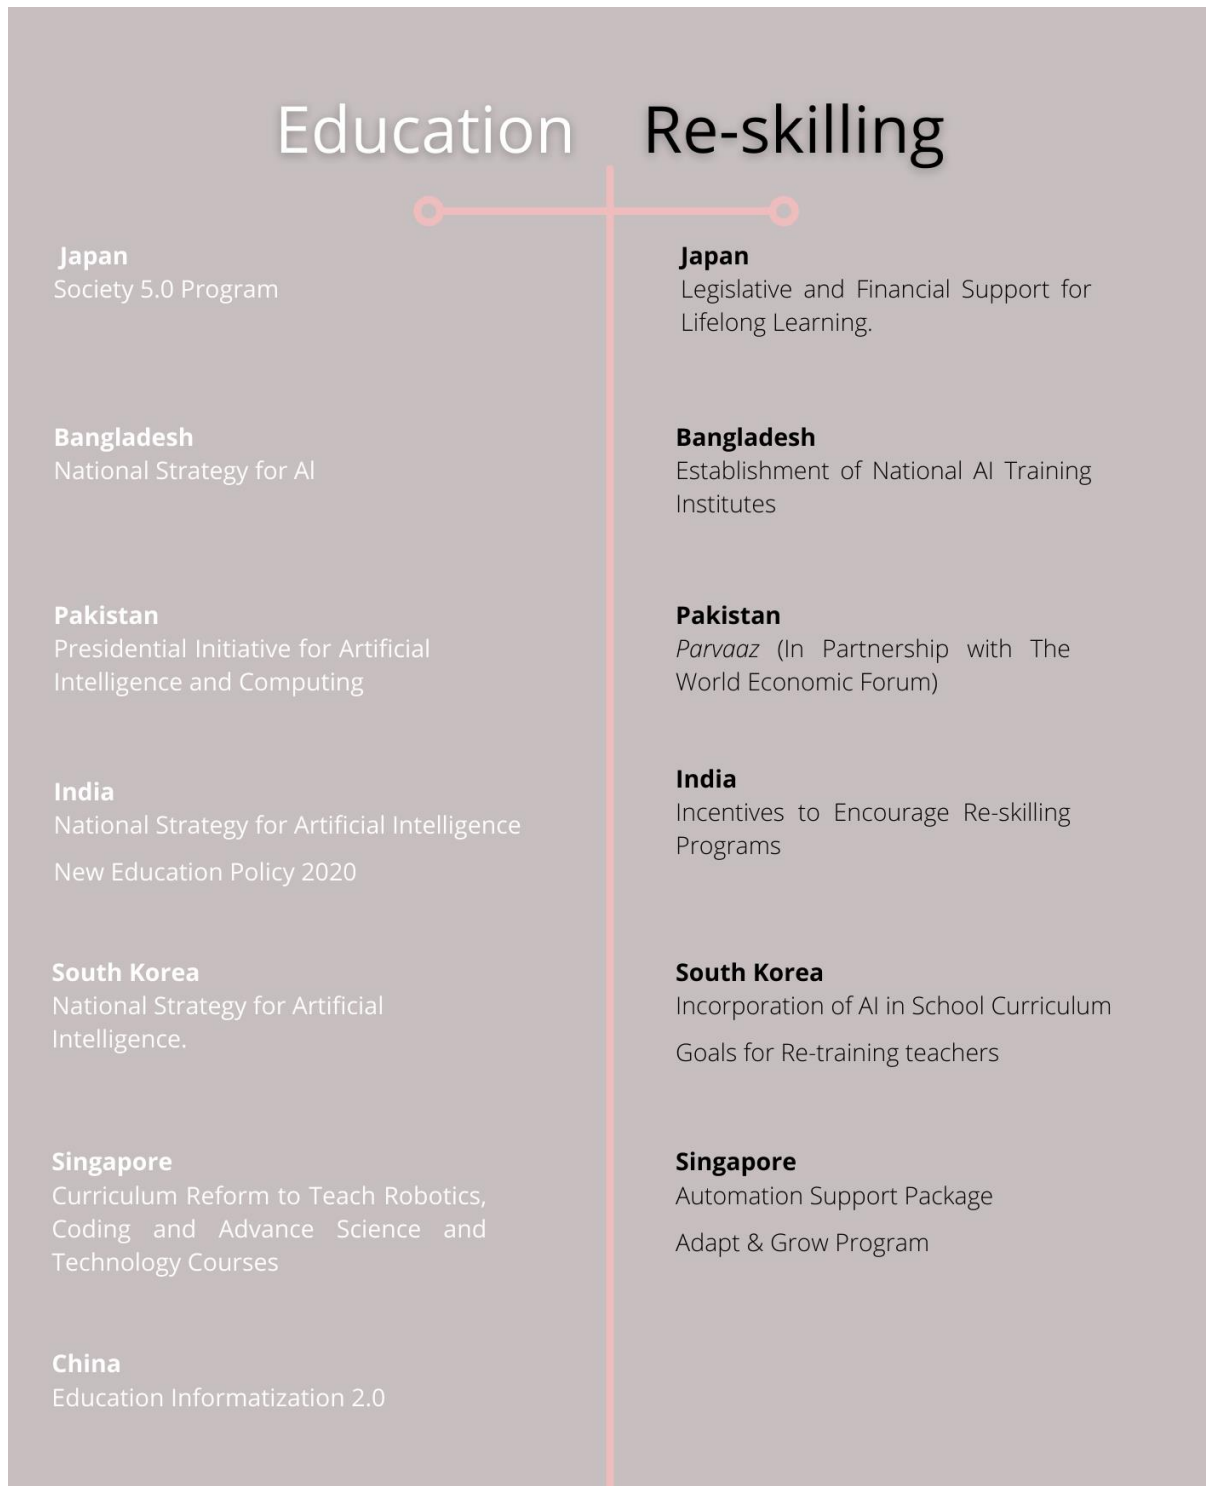 Education
Re-skilling
Japan
Society 5.0 Program
Bangladesh
National Strategy for AI
Pakistan
Presidential Initiative for Artificial
Intelligence and Computing
India
National Strategy for Artificial Intelligence
New Education Policy 2020
South Korea
National Strategy for Artificial
Intelligence.
Singapore
Curriculum Reform to Teach Robotics,
Coding and Advance Science and
Technology Courses
China
Education Informatization 2.0
Japan
Legislative and Financial Support for
Lifelong Learning.
Bangladesh
Establishment of National AI Training
Institutes
Pakistan
Parvaaz (In Partnership with The
World Economic Forum)
India
Incentives to Encourage Re-skilling
Programs
South Korea
Incorporation of AI in School Curriculum
Goals for Re-training teachers
Singapore
Automation Support Package
Adapt & Grow Program